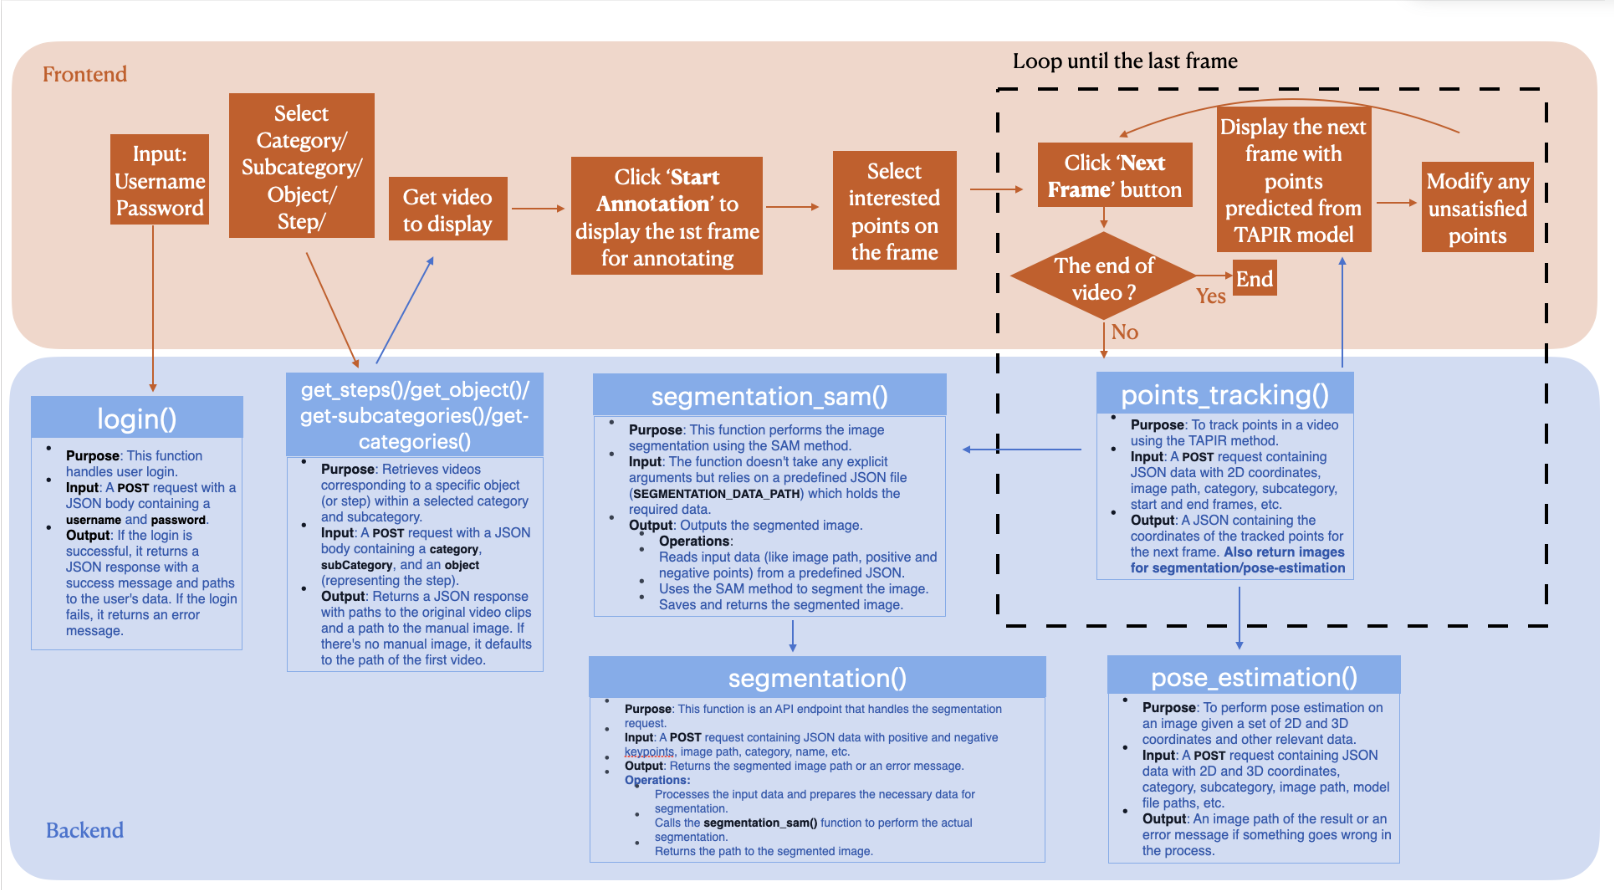 Frontend
Loop until the last frame
Input:
Username
Password
Select
Category/
Subcategory/
Object/
Step/
Get video
to display
Click ‘Start
Annotation’ to
display the 1st frame
for annotating
Select
interested
points on
the frame
Click ‘Next
Frame’ button
The end of
video ?
Yes
End
No
Display the next
frame with
points
predicted from
TAPIR model
Modify any
unsatisfied
points
login()
• Purpose: This function
handles user login.
• Input: A POST request with a
JSON body containing a
username and password.
• Output: If the login is
successful, it returns a
JSON response with a
success message and paths
to the user's data. If the login
fails, it returns an error
message.
get_steps()/get_object()/
get-subcategories()/get-
categories()
• Purpose: Retrieves videos
corresponding to a specific object
(or step) within a selected category
and subcategory.
• Input: A POST request with a JSON
body containing a category,
subCategory, and an object
(representing the step).
• Output: Returns a JSON response
with paths to the original video clips
and a path to the manual image. If
there's no manual image, it defaults
to the path of the first video.
segmentation_sam()
• Purpose: This function performs the image
segmentation using the SAM method.
• Input: The function doesn't take any explicit
arguments but relies on a predefined JSON file
(SEGMENTATION_DATA_PATH) which holds the
required data.
• Output: Outputs the segmented image.
• Operations:
• Reads input data (like image path, positive and
negative points) from a predefined JSON.
• Uses the SAM method to segment the image.
• Saves and returns the segmented image.
segmentation()
• Purpose: This function is an API endpoint that handles the segmentation
request.
• Input: A POST request containing JSON data with positive and negative
keypoints, image path, category, name, etc.
• Output: Returns the segmented image path or an error message.
• Operations:
• Processes the input data and prepares the necessary data for
segmentation.
• Calls the segmentation_sam() function to perform the actual
segmentation.
• Returns the path to the segmented image.
points_tracking()
• Purpose: To track points in a video
using the TAPIR method.
• Input: A POST request containing
JSON data with 2D coordinates,
image path, category, subcategory,
start and end frames, etc.
• Output: A JSON containing the
coordinates of the tracked points for
the next frame. Also return images
for segmentation/pose-estimation
pose_estimation()
• Purpose: To perform pose estimation on
an image given a set of 2D and 3D
coordinates and other relevant data.
• Input: A POST request containing JSON
data with 2D and 3D coordinates,
category, subcategory, image path, model
file paths, etc.
• Output: An image path of the result or an
error message if something goes wrong in
the process.
Backend